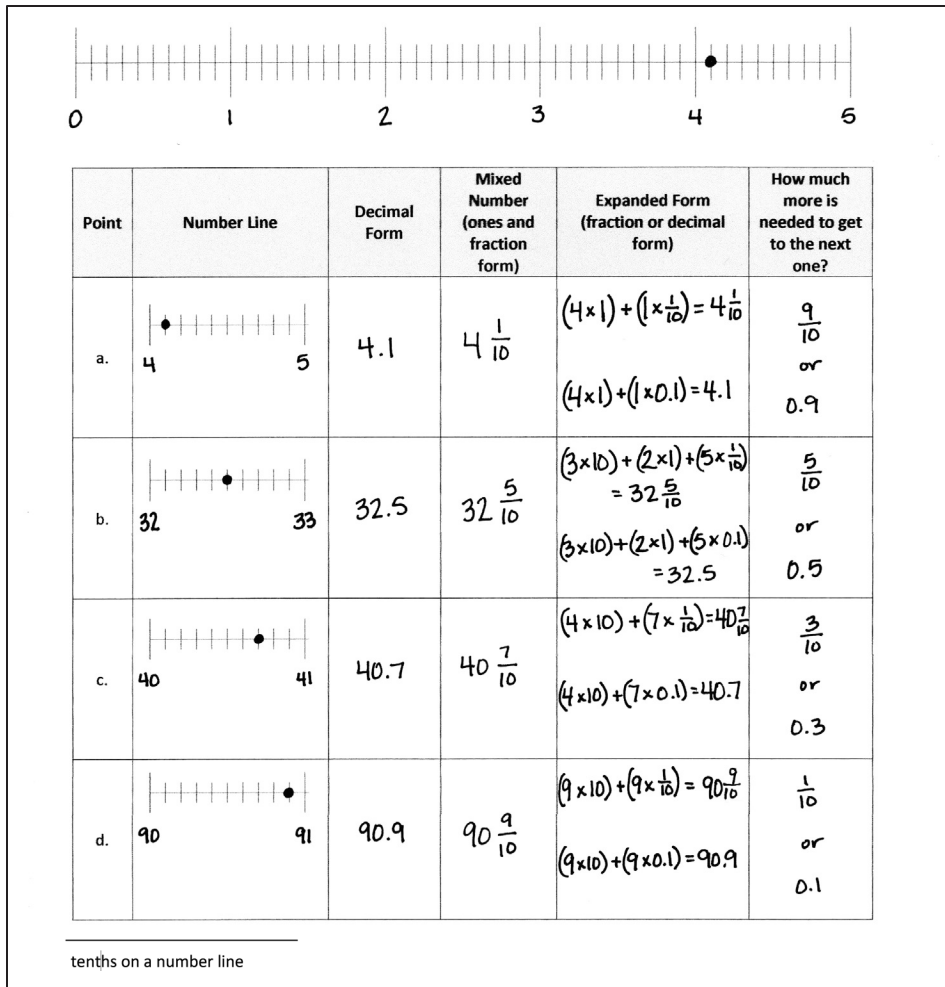 0 1 2 3 4 5
Point
Number Line
Decimal
Form
Mixed
Number
(ones and
fraction
form)
Expanded Form
(fraction or decimal
form)
How much
more is
needed to get
to the next
one?
a.
4 5
4.1
4 1/10
(4×1)+(1×1/10)=4 1/10
(4×1)+(1×0.1)=4.1
9/10
or
0.9
b.
32 33
32.5
32 5/10
(3×10)+(2×1)+(5×1/10)
=32 5/10
(3×10)+(2×1)+(5×0.1)
=32.5
5/10
or
0.5
c.
40 41
40.7
40 7/10
(4×10)+(7×1/10)=40 7/10
(4×10)+(7×0.1)=40.7
3/10
or
0.3
d.
90 91
90.9
90 9/10
(9×10)+(9×1/10)=90 9/10
(9×10)+(9×0.1)=90.9
1/10
or
0.1
tenths on a number line